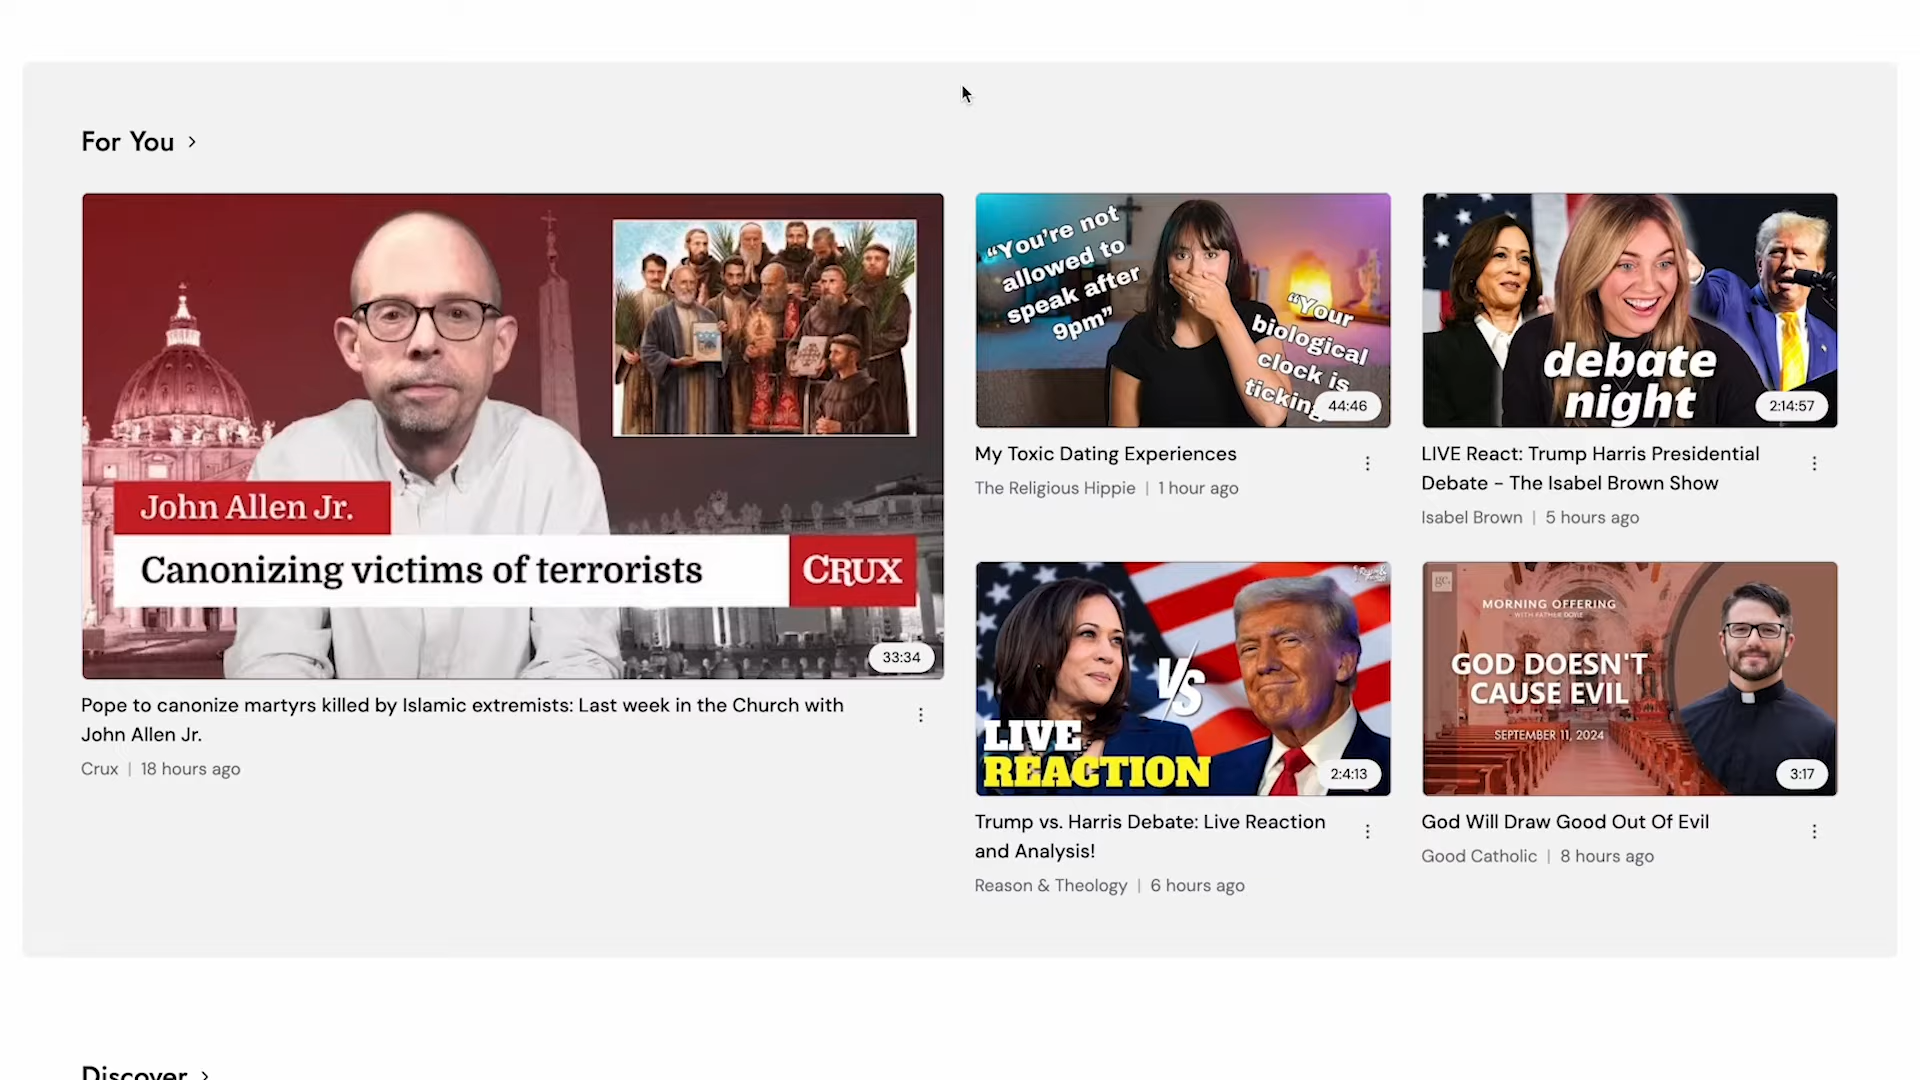 For You
John Allen Jr.
Canonizing victims of terrorists
CRUX
33:34
Pope to canonize martyrs killed by Islamic extremists: Last week in the Church with
John Allen Jr.
Crux | 18 hours ago
“You’re not
allowed to
speak after
9pm”
“Your
biological
clock is
ticking
44:46
My Toxic Dating Experiences
The Religious Hippie | 1 hour ago
debate
night
2:14:57
LIVE React: Trump Harris Presidential
Debate - The Isabel Brown Show
Isabel Brown | 5 hours ago
VS
LIVE
REACTION
2:4:13
Trump vs. Harris Debate: Live Reaction
and Analysis!
Reason & Theology | 6 hours ago
gc.
MORNING OFFERING
WITH FATHER DOYLE
GOD DOESN'T
CAUSE EVIL
SEPTEMBER 11, 2024
3:17
God Will Draw Good Out Of Evil
Good Catholic | 8 hours ago
Discover